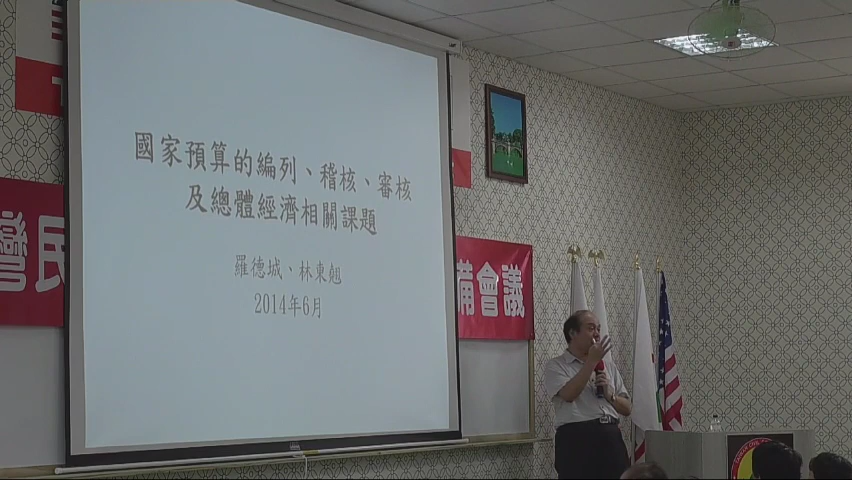 國家預算的編列、稽核、審核
及總體經濟相關課題
羅德城、林東翹
2014年6月
灣民
備會議